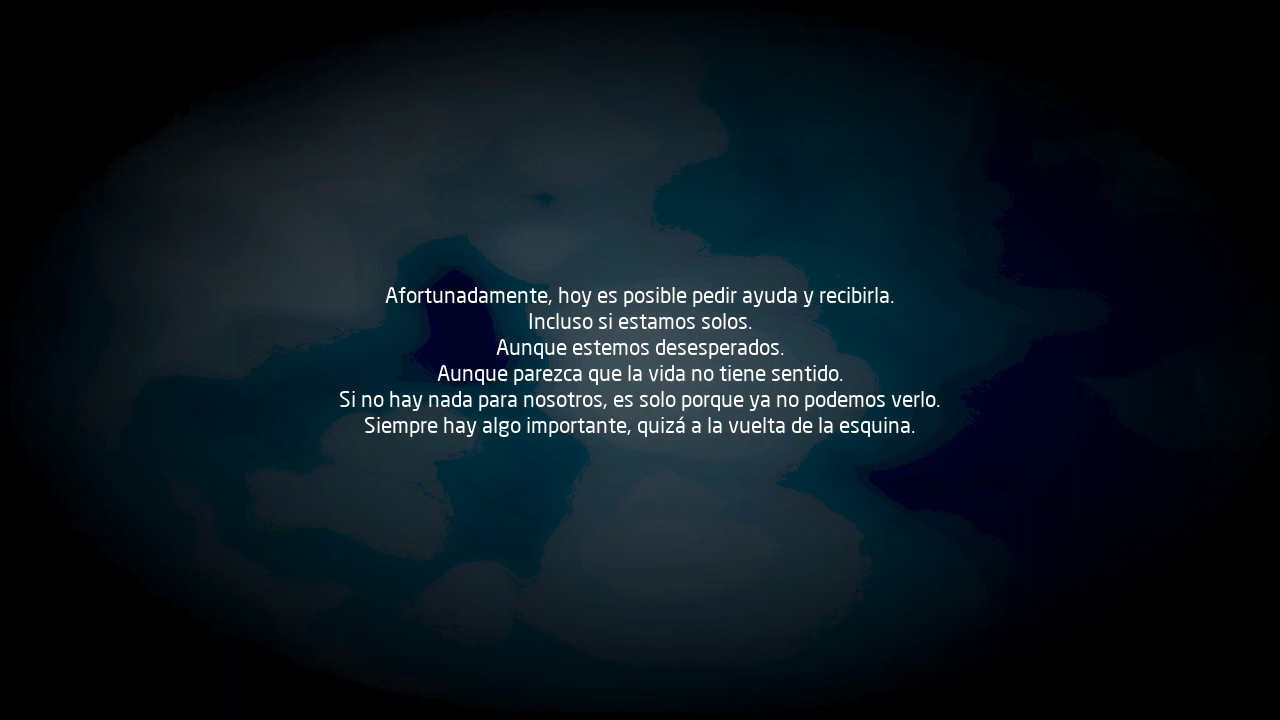 Afortunadamente, hoy es posible pedir ayuda y recibirla.
Incluso si estamos solos.
Aunque estemos desesperados.
Aunque parezca que la vida no tiene sentido.
Si no hay nada para nosotros, es solo porque ya no podemos verlo.
Siempre hay algo importante, quizá a la vuelta de la esquina.